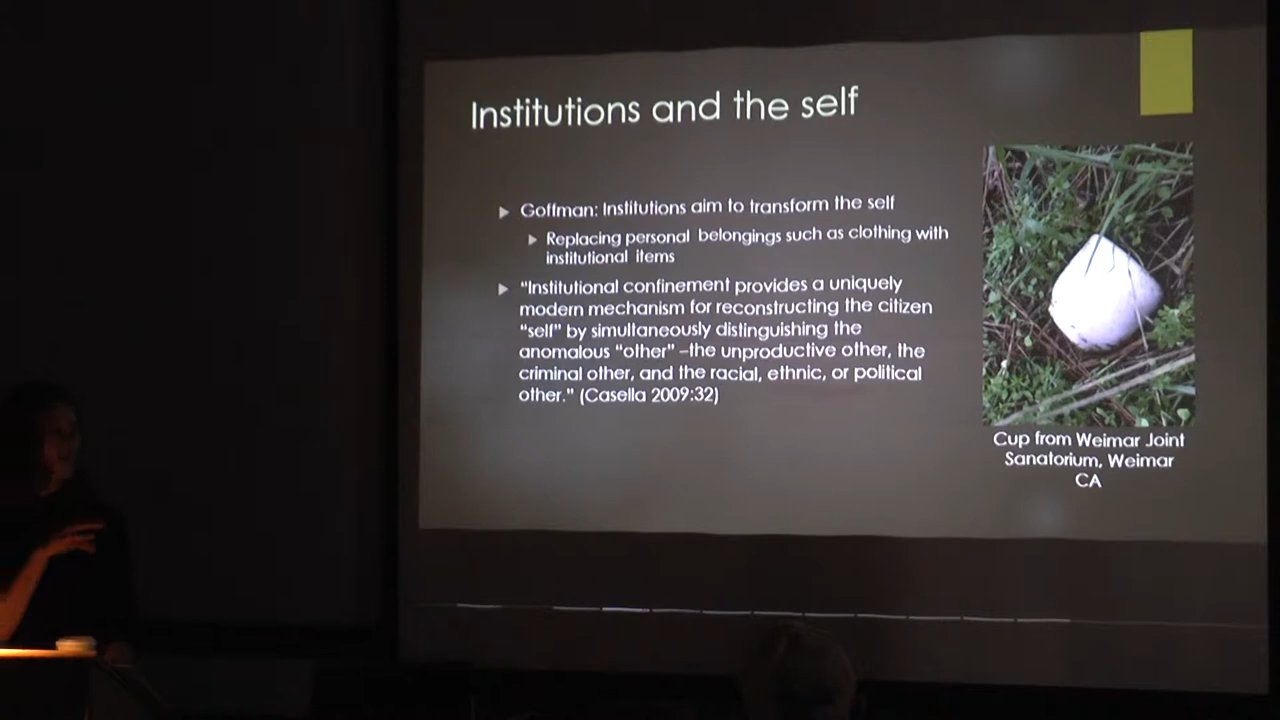 Institutions and the self
Goffman: Institutions aim to transform the self
Replacing personal belongings such as clothing with
institutional items
“Institutional confinement provides a uniquely
modern mechanism for reconstructing the citizen
“self” by simultaneously distinguishing the
anomalous “other” –the unproductive other, the
criminal other, and the racial, ethnic, or political
other.” (Casella 2009:32)
Cup from Weimar Joint
Sanatorium, Weimar
CA